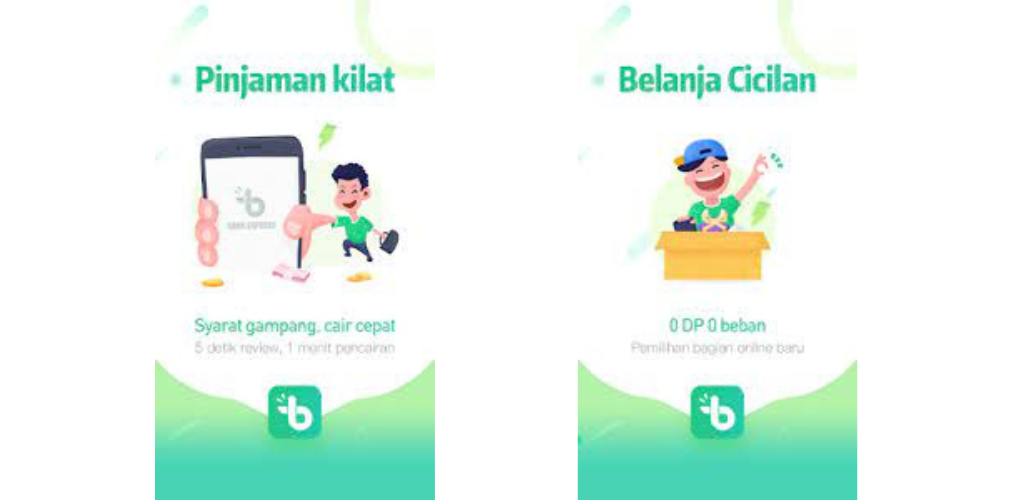 Pinjaman kilat
Syarat gampang, cair cepat
5 detik review, 1 menit pencairan
Belanja Cicilan
0 DP 0 beban
Pemilihan bagian online baru